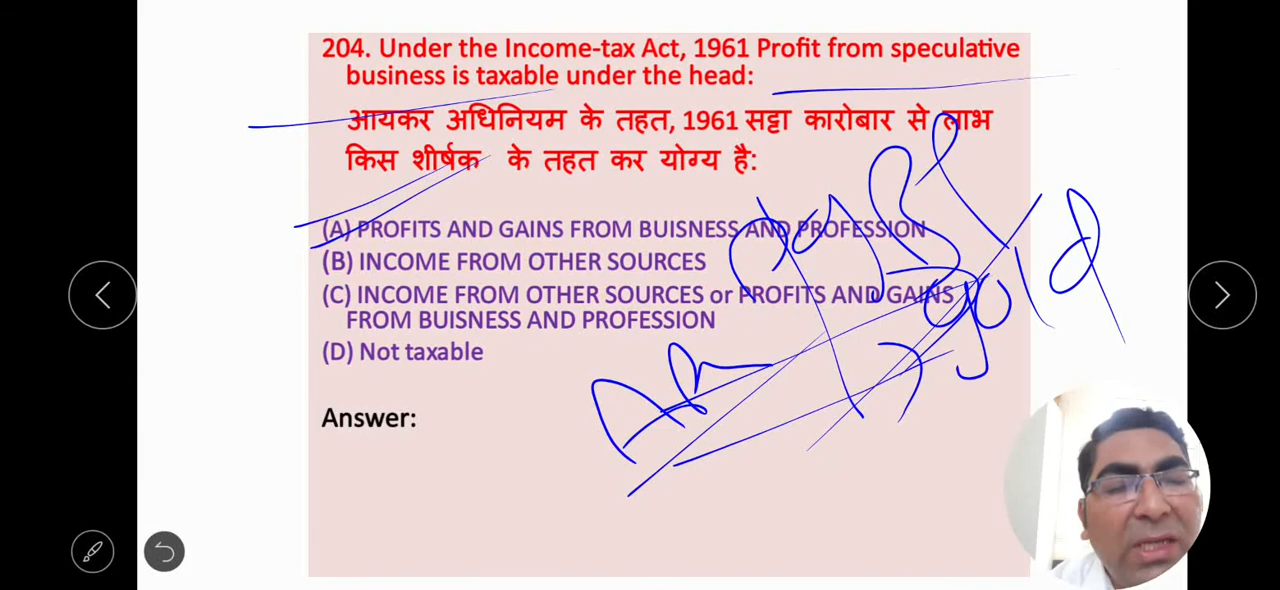 204. Under the Income-tax Act, 1961 Profit from speculative
business is taxable under the head:
आयकर अधिनियम के तहत, 1961 सट्टा कारोबार से लाभ
किस शीर्षक के तहत कर योग्य है:
(A) PROFITS AND GAINS FROM BUISNESS AND PROFESSION
(B) INCOME FROM OTHER SOURCES
(C) INCOME FROM OTHER SOURCES or PROFITS AND GAINS
FROM BUISNESS AND PROFESSION
(D) Not taxable
gold
Answer: